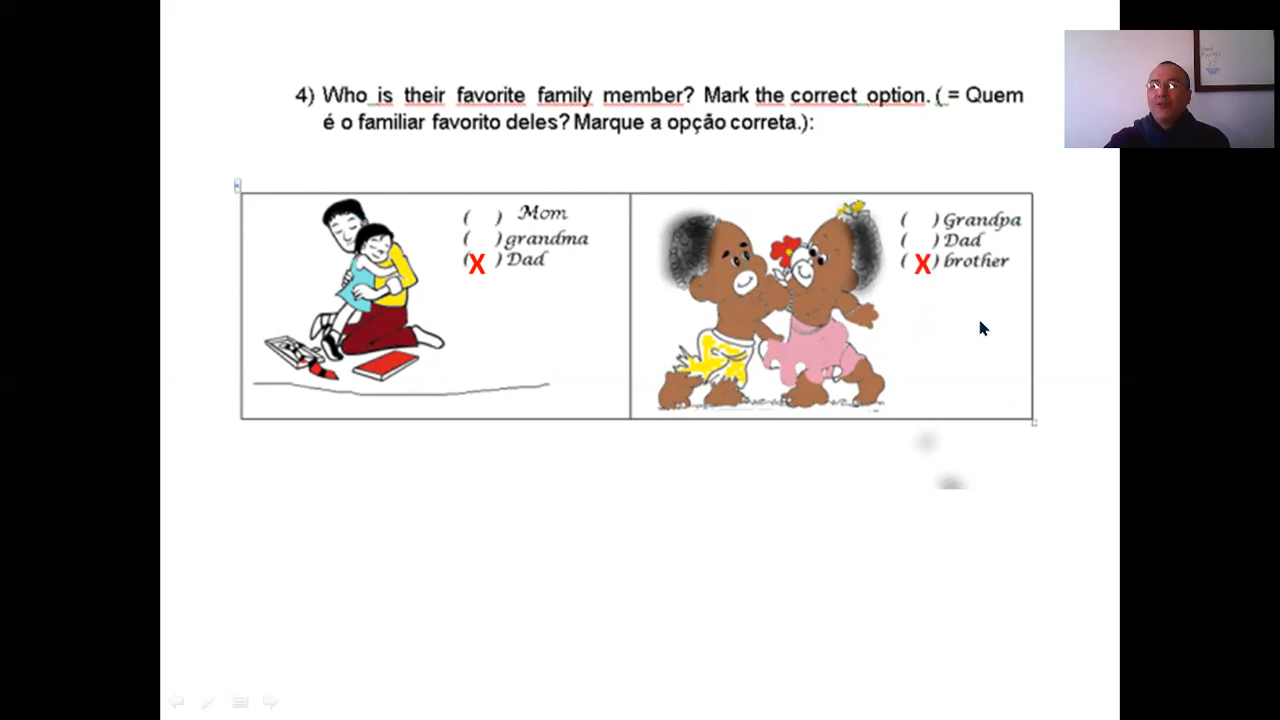 4) Who is their favorite family member? Mark the correct option. ( = Quem
é o familiar favorito deles? Marque a opção correta.):
( ) Mom
( ) grandma
(X) Dad
( ) Grandpa
( ) Dad
(X) brother